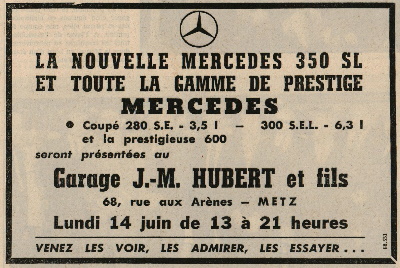 LA NOUVELLE MERCEDES 350 SL
ET TOUTE LA GAMME DE PRESTIGE
MERCEDES
● Coupé 280 S.E. - 3,5 l — 300 S.E.L. - 6,3 l
et la prestigieuse 600
seront présentées au
Garage J.-M. HUBERT et fils
68, rue aux Arènes — METZ
Lundi 14 juin de 13 à 21 heures
VENEZ LES VOIR, LES ADMIRER, LES ESSAYER . . .